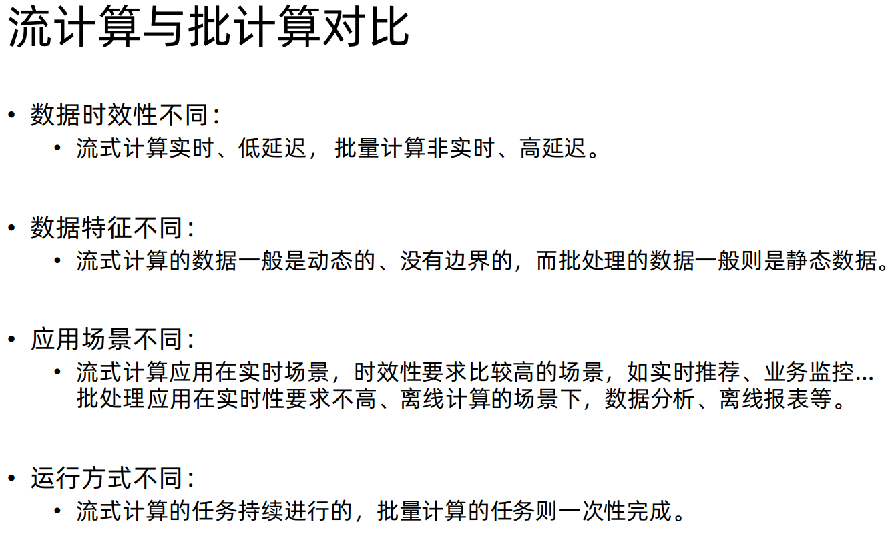 流计算与批计算对比
• 数据时效性不同：
• 流式计算实时、低延迟， 批量计算非实时、高延迟。
• 数据特征不同：
• 流式计算的数据一般是动态的、没有边界的，而批处理的数据一般则是静态数据。
• 应用场景不同：
• 流式计算应用在实时场景，时效性要求比较高的场景，如实时推荐、业务监控...
批处理应用在实时性要求不高、离线计算的场景下，数据分析、离线报表等。
• 运行方式不同：
• 流式计算的任务持续进行的，批量计算的任务则一次性完成。